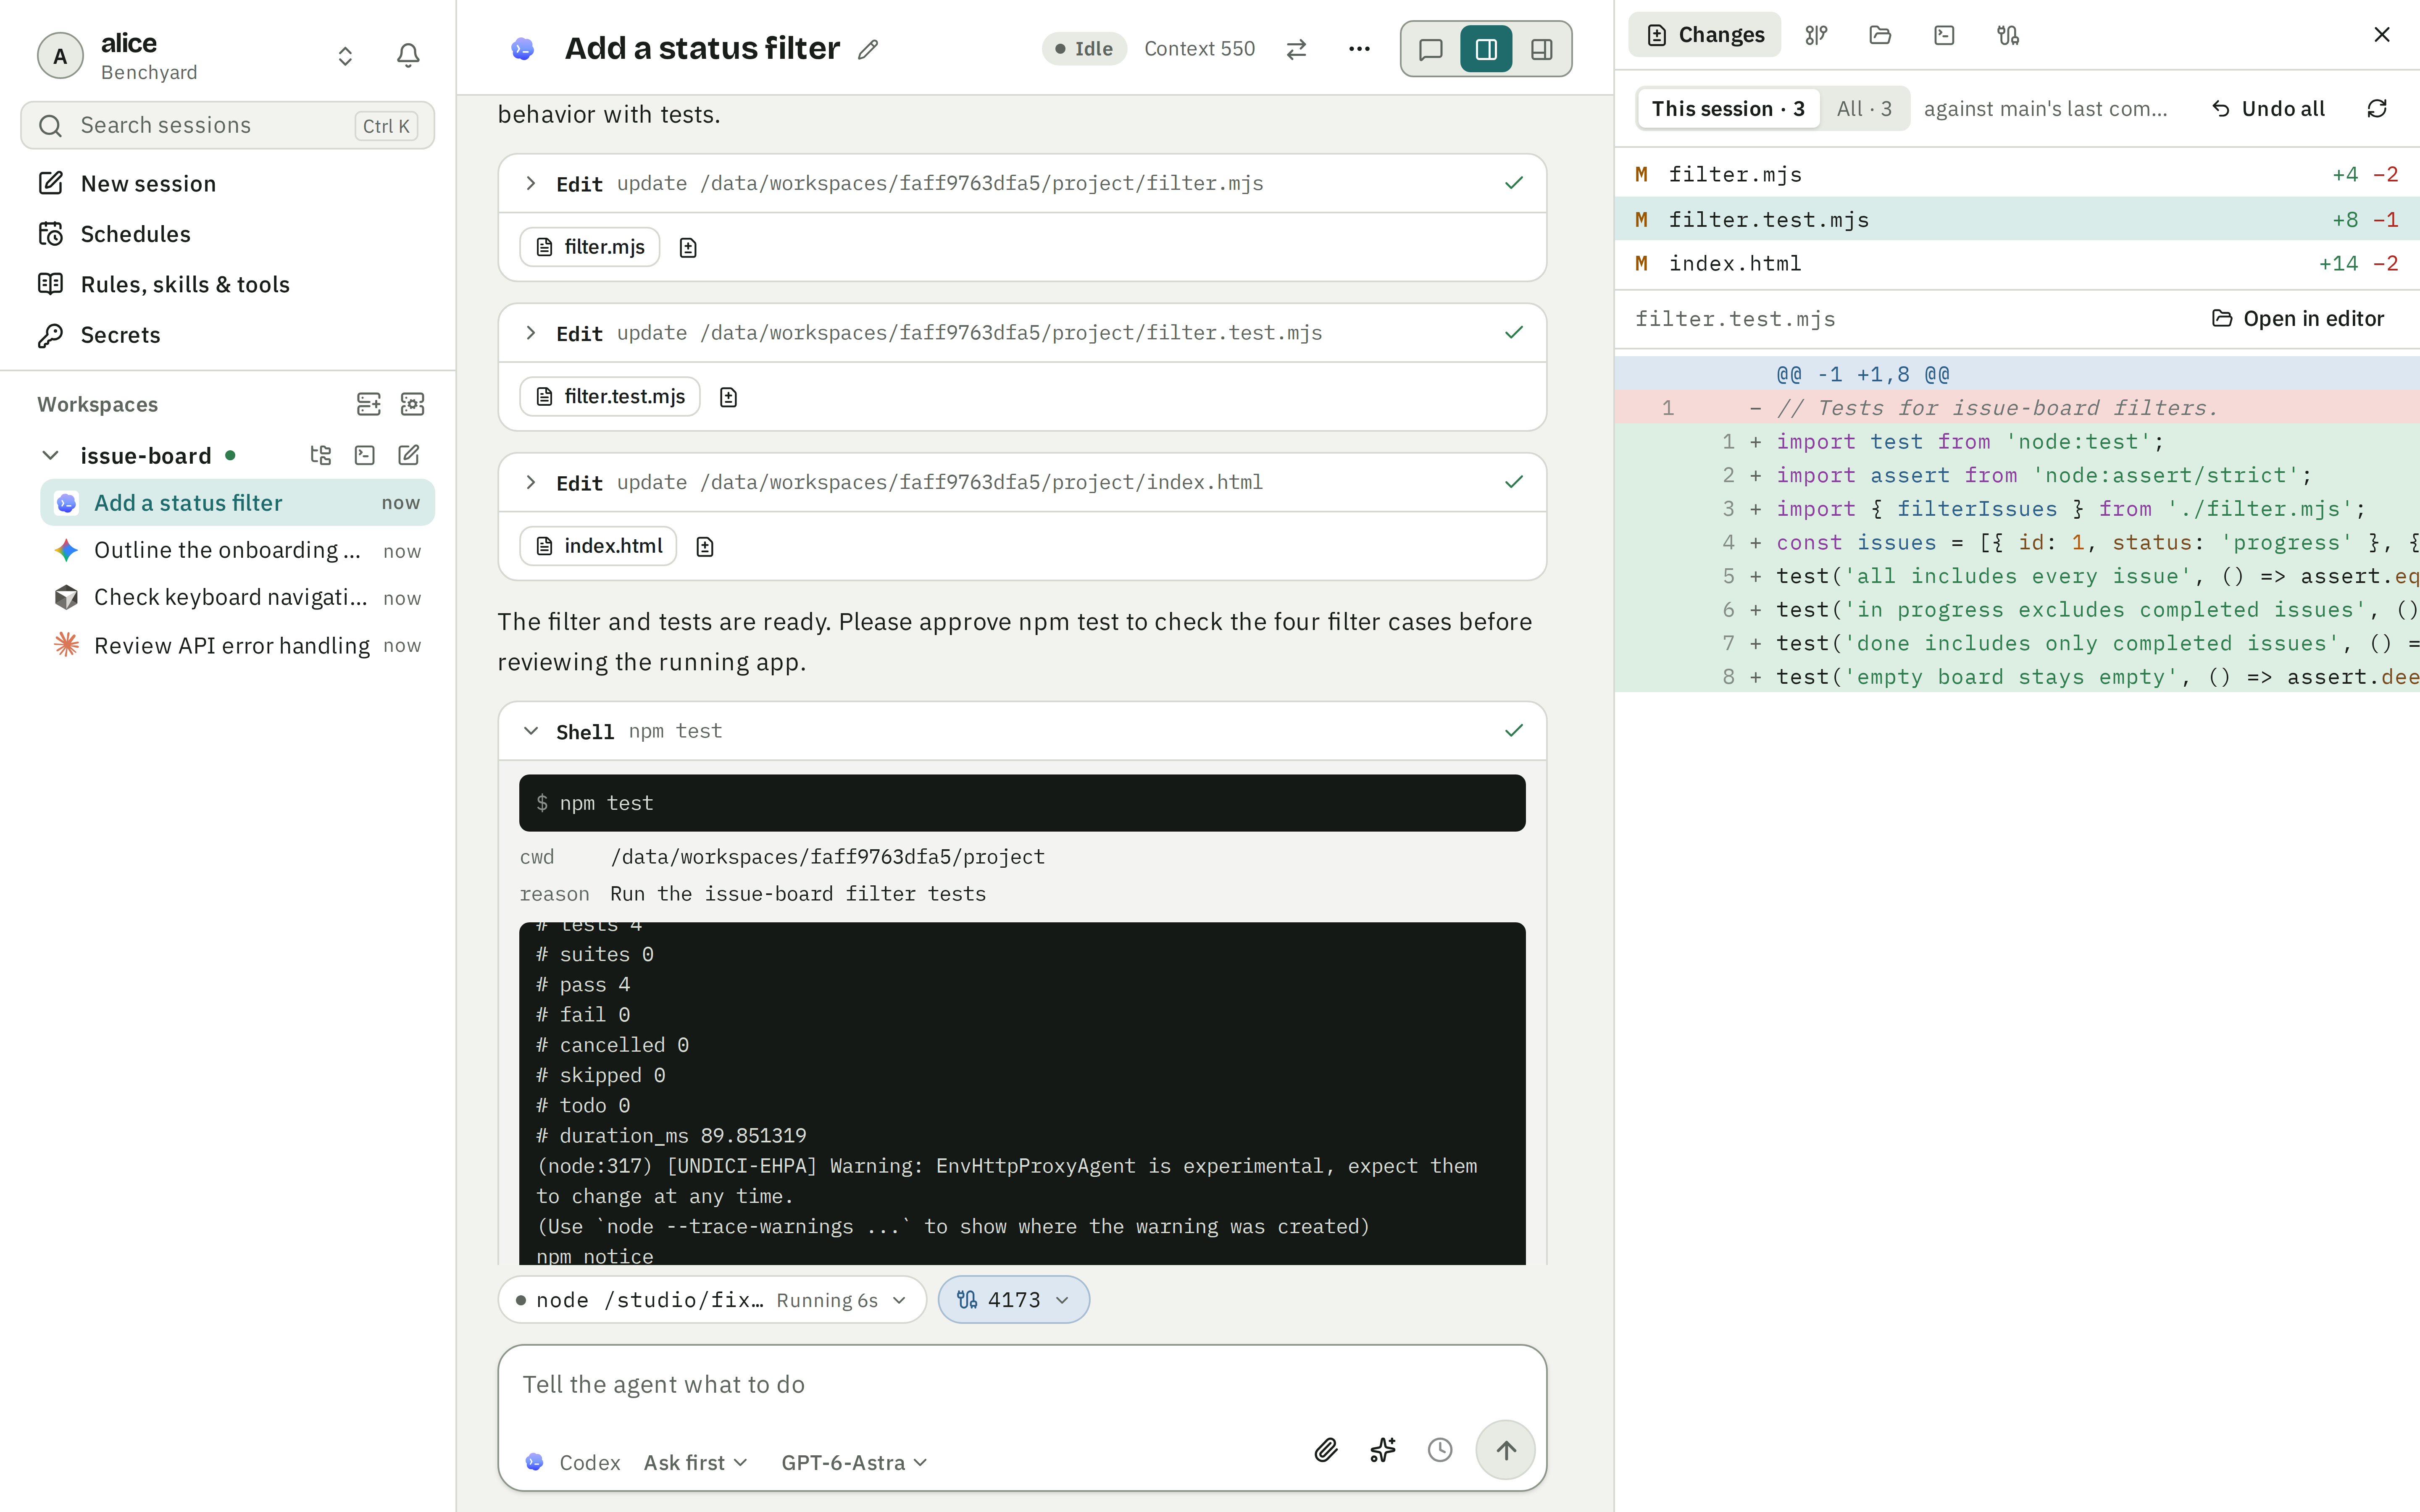 A
alice
Benchyard
Search sessions
Ctrl K
New session
Schedules
Rules, skills & tools
Secrets
Workspaces
issue-board
Add a status filter now
Outline the onboarding ... now
Check keyboard navigati... now
Review API error handling now
Add a status filter
Idle
Context 550
behavior with tests.
Edit update /data/workspaces/faff9763dfa5/project/filter.mjs
filter.mjs
Edit update /data/workspaces/faff9763dfa5/project/filter.test.mjs
filter.test.mjs
Edit update /data/workspaces/faff9763dfa5/project/index.html
index.html
The filter and tests are ready. Please approve npm test to check the four filter cases before
reviewing the running app.
Shell npm test
$ npm test
cwd /data/workspaces/faff9763dfa5/project
reason Run the issue-board filter tests
# tests 4
# suites 0
# pass 4
# fail 0
# cancelled 0
# skipped 0
# todo 0
# duration_ms 89.851319
(node:317) [UNDICI-EHPA] Warning: EnvHttpProxyAgent is experimental, expect them
to change at any time.
(Use `node --trace-warnings ...` to show where the warning was created)
npm notice
node /studio/fix… Running 6s
4173
Tell the agent what to do
Codex Ask first GPT-6-Astra
Changes
This session · 3 All · 3 against main's last com... Undo all
M filter.mjs +4 −2
M filter.test.mjs +8 −1
M index.html +14 −2
filter.test.mjs Open in editor
@@ -1 +1,8 @@
1 − // Tests for issue-board filters.
1 + import test from 'node:test';
2 + import assert from 'node:assert/strict';
3 + import { filterIssues } from './filter.mjs';
4 + const issues = [{ id: 1, status: 'progress' }, {
5 + test('all includes every issue', () => assert.eq
6 + test('in progress excludes completed issues', ()
7 + test('done includes only completed issues', () =
8 + test('empty board stays empty', () => assert.dee